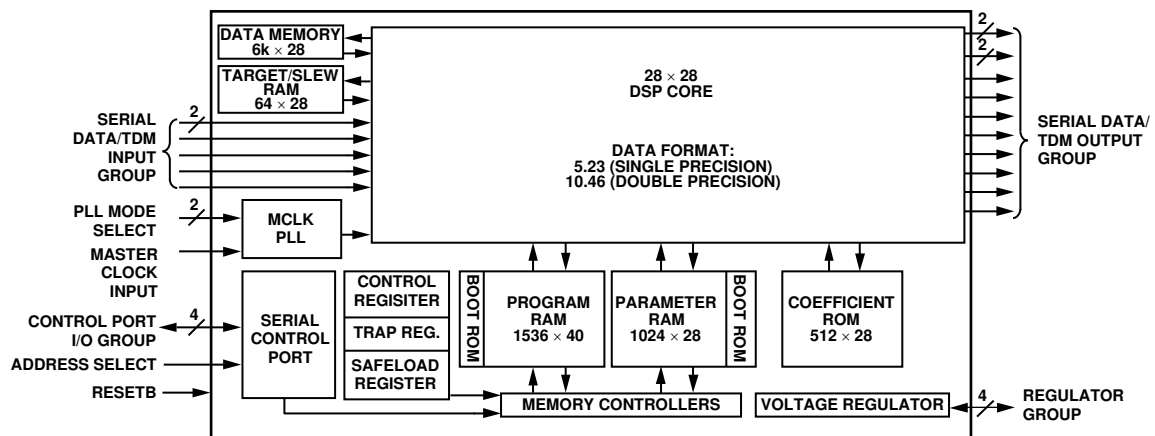 DATA MEMORY
6k × 28
TARGET/SLEW
RAM
64 × 28
28 × 28
DSP CORE
DATA FORMAT:
5.23 (SINGLE PRECISION)
10.46 (DOUBLE PRECISION)
2
2
SERIAL DATA/
TDM OUTPUT
GROUP
SERIAL
DATA/TDM
INPUT
GROUP
2
PLL MODE
SELECT
2
MCLK
PLL
MASTER
CLOCK
INPUT
CONTROL PORT
I/O GROUP
4
ADDRESS SELECT
RESETB
SERIAL
CONTROL
PORT
CONTROL
REGISITER
TRAP REG.
SAFELOAD
REGISTER
BOOT ROM
PROGRAM
RAM
1536 × 40
PARAMETER
RAM
1024 × 28
BOOT ROM
COEFFICIENT
ROM
512 × 28
MEMORY CONTROLLERS
VOLTAGE REGULATOR
4
REGULATOR
GROUP